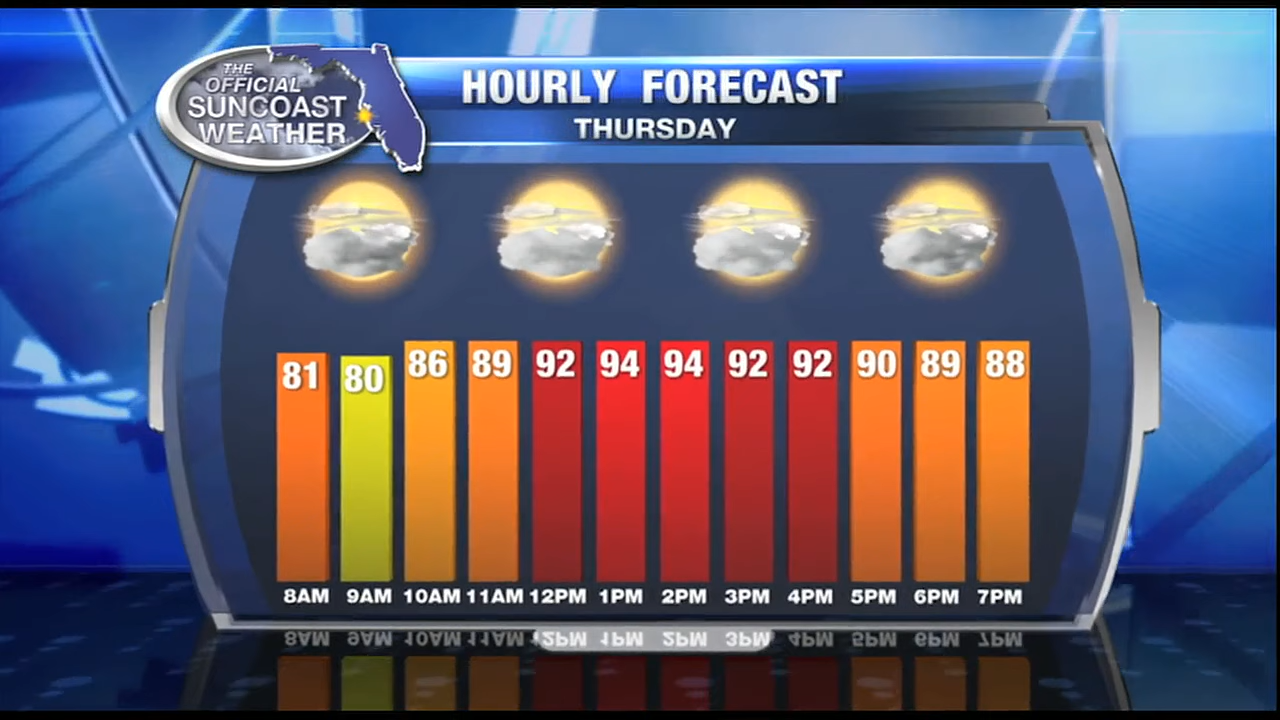 THE
OFFICIAL
SUNCOAST
WEATHER
HOURLY FORECAST
THURSDAY
81 80 86 89 92 94 94 92 92 90 89 88
8AM 9AM 10AM 11AM 12PM 1PM 2PM 3PM 4PM 5PM 6PM 7PM